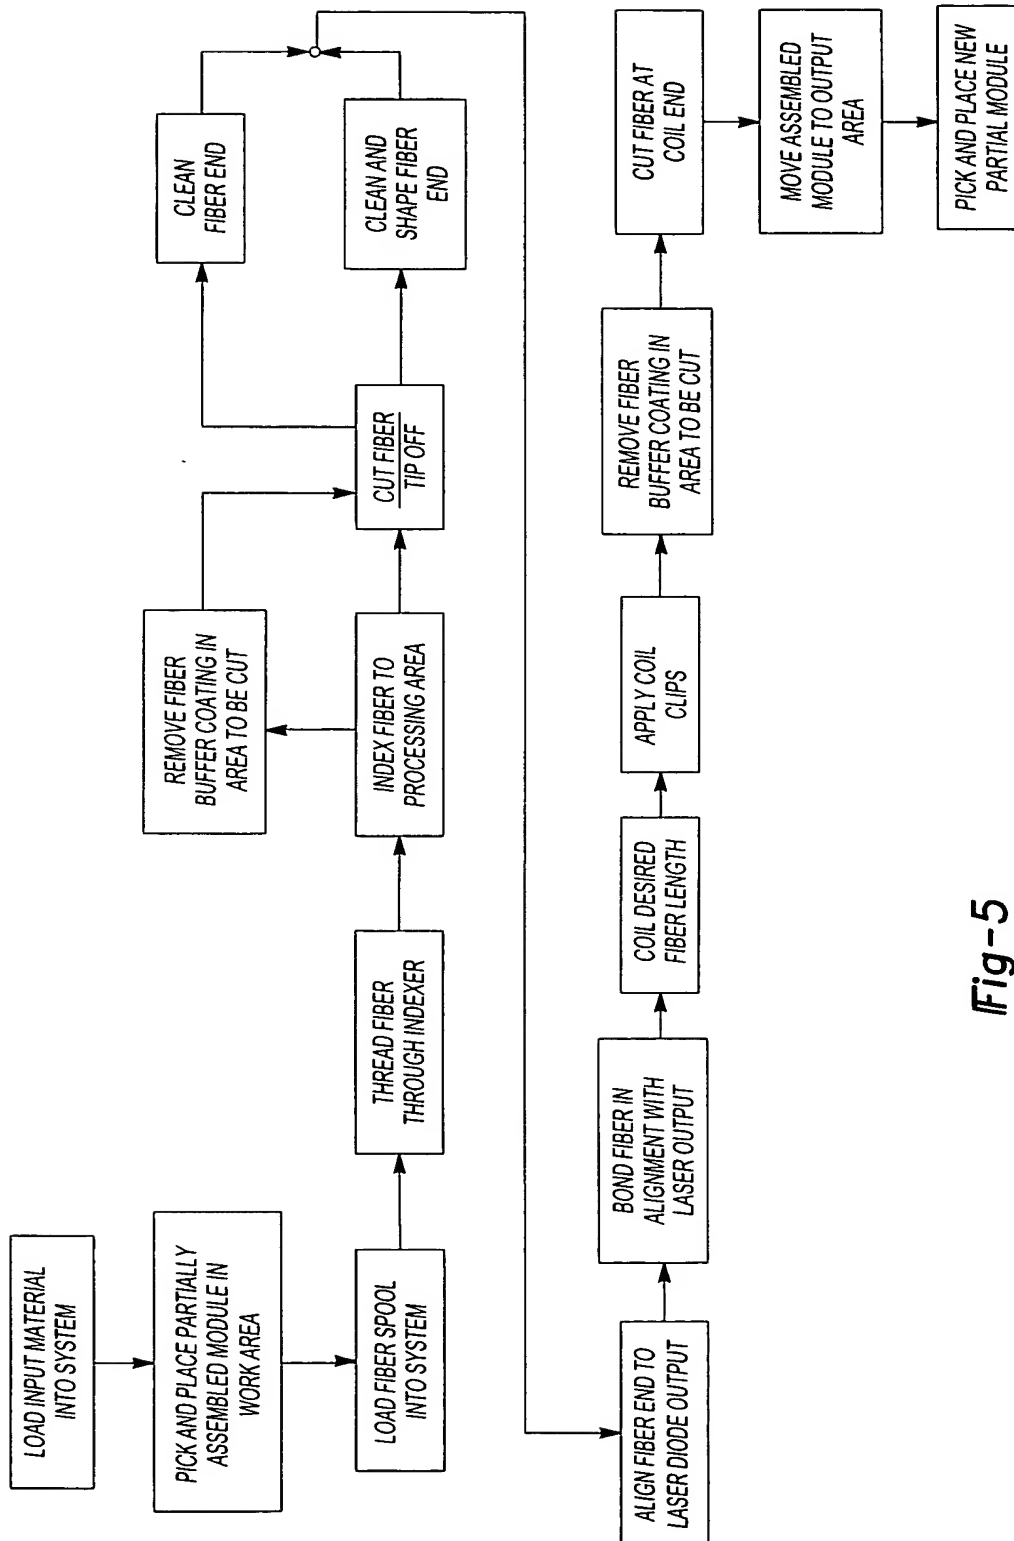 LOAD INPUT MATERIAL
INTO SYSTEM
PICK AND PLACE PARTIALLY
ASSEMBLED MODULE IN
WORK AREA
LOAD FIBER SPOOL
INTO SYSTEM
THREAD FIBER
THROUGH INDEXER
INDEX FIBER TO
PROCESSING AREA
REMOVE FIBER
BUFFER COATING IN
AREA TO BE CUT
CUT FIBER
TIP OFF
CLEAN
FIBER END
CLEAN AND
SHAPE FIBER
END
ALIGN FIBER END TO
LASER DIODE OUTPUT
BOND FIBER IN
ALIGNMENT WITH
LASER OUTPUT
COIL DESIRED
FIBER LENGTH
APPLY COIL
CLIPS
REMOVE FIBER
BUFFER COATING IN
AREA TO BE CUT
CUT FIBER AT
COIL END
MOVE ASSEMBLED
MODULE TO OUTPUT
AREA
PICK AND PLACE NEW
PARTIAL MODULE
Fig-5